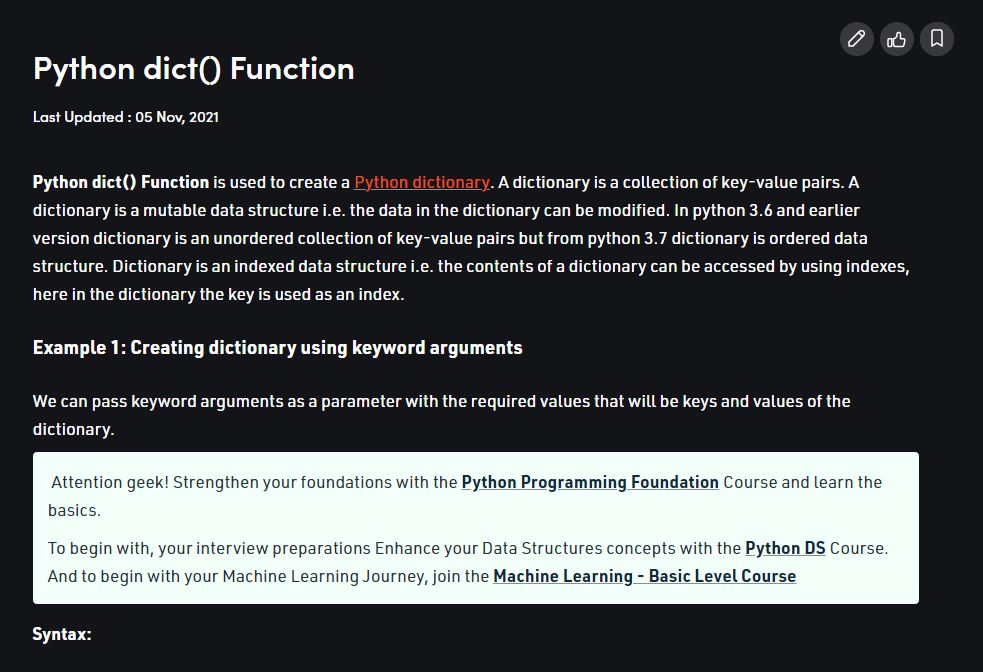 Python dict() Function
Last Updated : 05 Nov, 2021
Python dict() Function is used to create a Python dictionary. A dictionary is a collection of key-value pairs. A
dictionary is a mutable data structure i.e. the data in the dictionary can be modified. In python 3.6 and earlier
version dictionary is an unordered collection of key-value pairs but from python 3.7 dictionary is ordered data
structure. Dictionary is an indexed data structure i.e. the contents of a dictionary can be accessed by using indexes,
here in the dictionary the key is used as an index.
Example 1: Creating dictionary using keyword arguments
We can pass keyword arguments as a parameter with the required values that will be keys and values of the
dictionary.
Attention geek! Strengthen your foundations with the Python Programming Foundation Course and learn the
basics.
To begin with, your interview preparations Enhance your Data Structures concepts with the Python DS Course.
And to begin with your Machine Learning Journey, join the Machine Learning - Basic Level Course
Syntax: